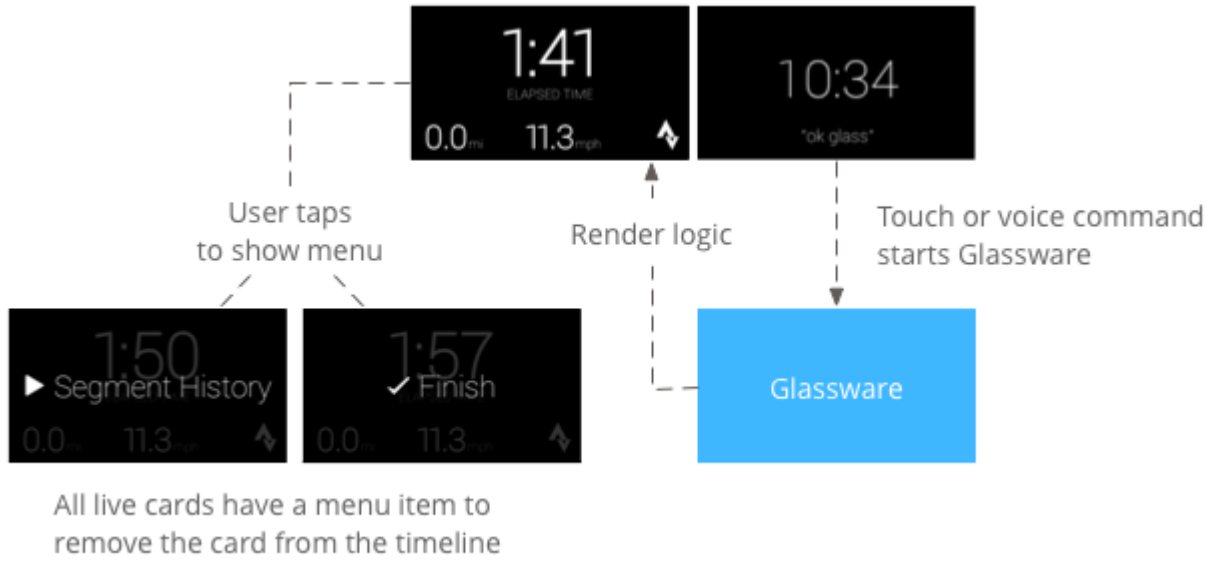 1:41
ELAPSED TIME
0.0mi 11.3mph
10:34
"ok glass"
User taps
to show menu
Render logic
Touch or voice command
starts Glassware
1:50
Segment History
0.0mi 11.3mph
1:57
Finish
0.0mi 11.3mph
Glassware
All live cards have a menu item to
remove the card from the timeline